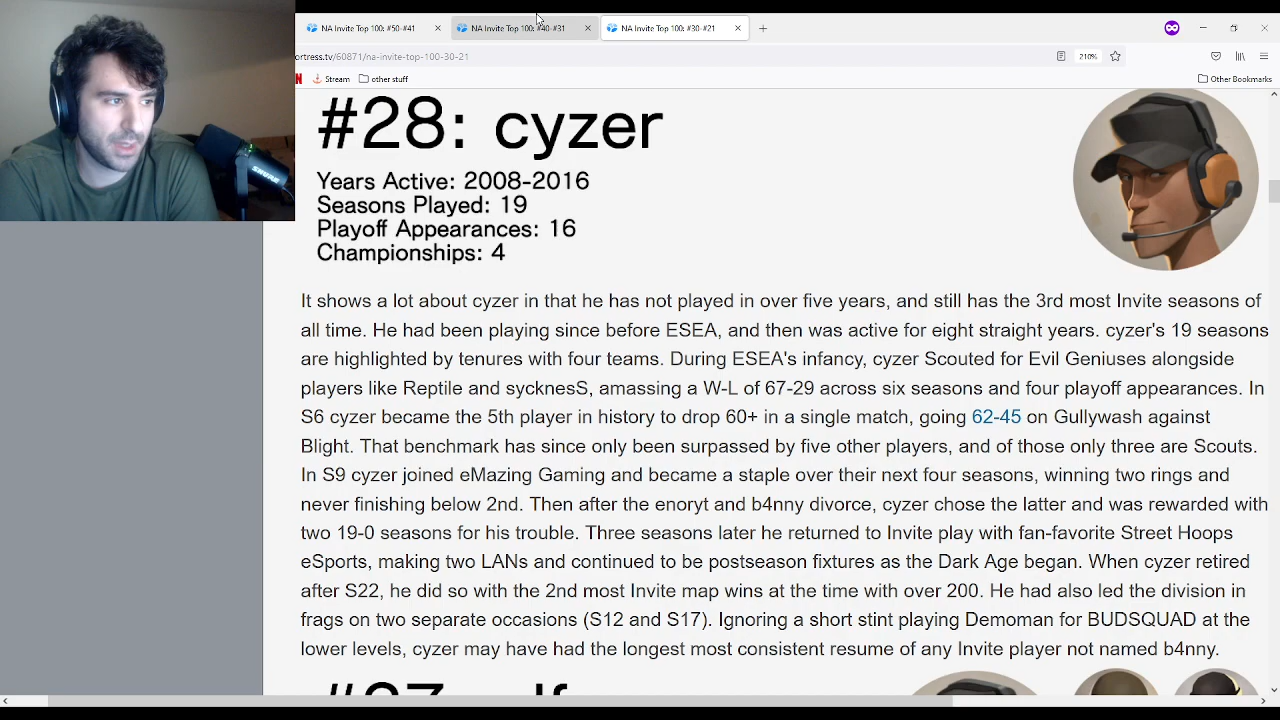 NA Invite Top 100: #50-#41
NA Invite Top 100: #40-#31
NA Invite Top 100: #30-#21
ortress.tv/60871/na-invite-top-100-30-21
210%
Stream
other stuff
Other Bookmarks
#28: cyzer
Years Active: 2008-2016
Seasons Played: 19
Playoff Appearances: 16
Championships: 4
It shows a lot about cyzer in that he has not played in over five years, and still has the 3rd most Invite seasons of
all time. He had been playing since before ESEA, and then was active for eight straight years. cyzer's 19 seasons
are highlighted by tenures with four teams. During ESEA's infancy, cyzer Scouted for Evil Geniuses alongside
players like Reptile and sycknesS, amassing a W-L of 67-29 across six seasons and four playoff appearances. In
S6 cyzer became the 5th player in history to drop 60+ in a single match, going 62-45 on Gullywash against
Blight. That benchmark has since only been surpassed by five other players, and of those only three are Scouts.
In S9 cyzer joined eMazing Gaming and became a staple over their next four seasons, winning two rings and
never finishing below 2nd. Then after the enoryt and b4nny divorce, cyzer chose the latter and was rewarded with
two 19-0 seasons for his trouble. Three seasons later he returned to Invite play with fan-favorite Street Hoops
eSports, making two LANs and continued to be postseason fixtures as the Dark Age began. When cyzer retired
after S22, he did so with the 2nd most Invite map wins at the time with over 200. He had also led the division in
frags on two separate occasions (S12 and S17). Ignoring a short stint playing Demoman for BUDSQUAD at the
lower levels, cyzer may have had the longest most consistent resume of any Invite player not named b4nny.
SHURE